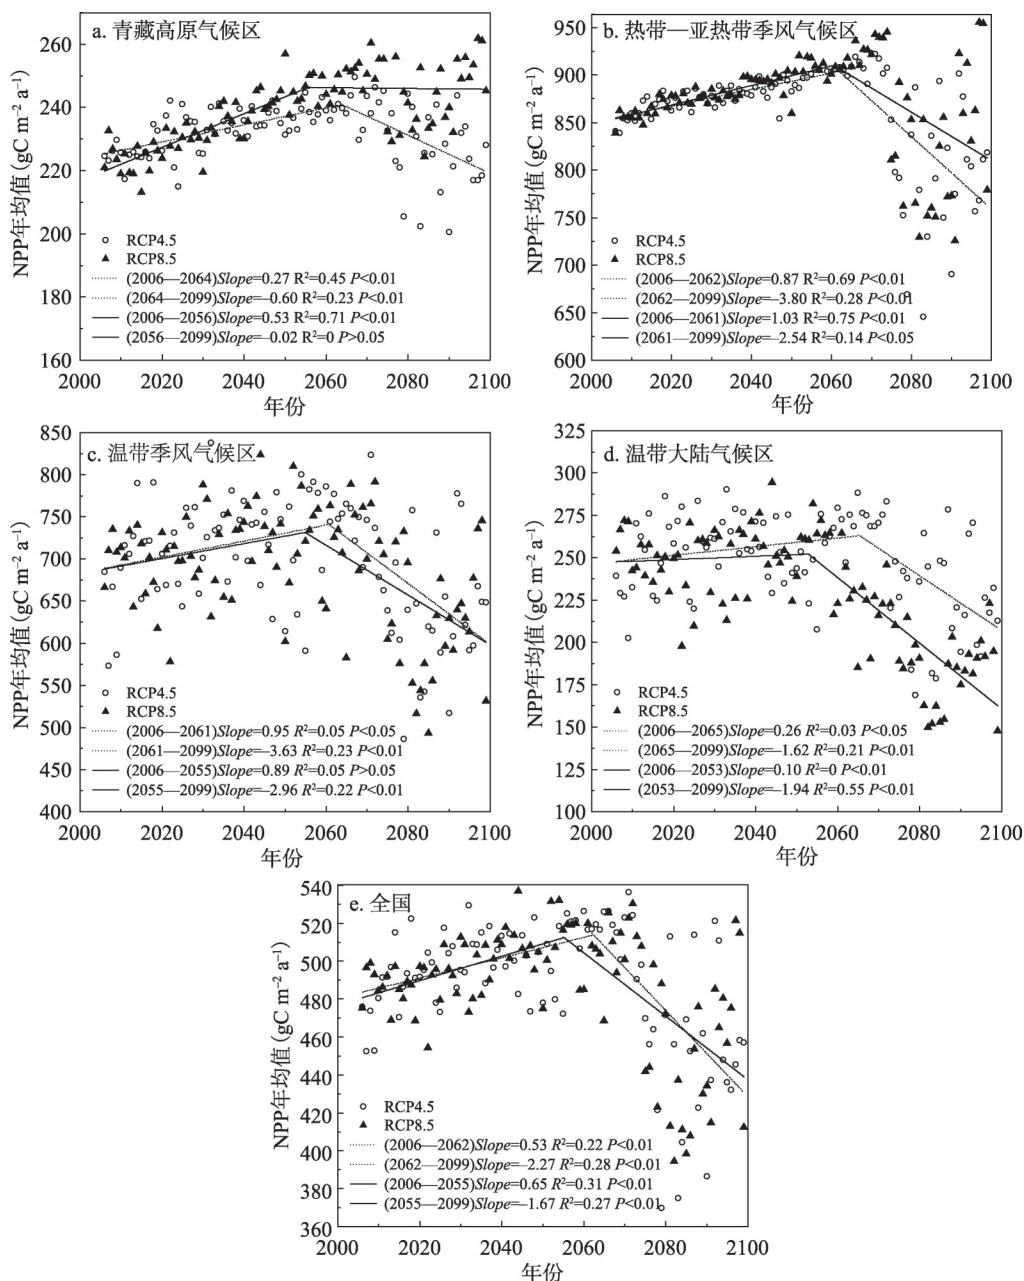 a. 青藏高原气候区
NPP年均值(gC m⁻² a⁻¹)
260
240
220
200
180
160
RCP4.5
RCP8.5
(2006—2064)Slope=0.27 R²=0.45 P<0.01
(2064—2099)Slope=–0.60 R²=0.23 P<0.01
(2006—2056)Slope=0.53 R²=0.71 P<0.01
(2056—2099)Slope=–0.02 R²=0 P>0.05
2000 2020 2040 2060 2080 2100
年份
b. 热带—亚热带季风气候区
NPP年均值(gC m⁻² a⁻¹)
950
900
850
800
750
700
650
600
RCP4.5
RCP8.5
(2006—2062)Slope=0.87 R²=0.69 P<0.01
(2062—2099)Slope=–3.80 R²=0.28 P<0.01
(2006—2061)Slope=1.03 R²=0.75 P<0.01
(2061—2099)Slope=–2.54 R²=0.14 P<0.05
2000 2020 2040 2060 2080 2100
年份
c. 温带季风气候区
NPP年均值(gC m⁻² a⁻¹)
850
800
750
700
650
600
550
500
450
400
RCP4.5
RCP8.5
(2006—2061)Slope=0.95 R²=0.05 P<0.05
(2061—2099)Slope=–3.63 R²=0.23 P<0.01
(2006—2055)Slope=0.89 R²=0.05 P>0.05
(2055—2099)Slope=–2.96 R²=0.22 P<0.01
2000 2020 2040 2060 2080 2100
年份
d. 温带大陆气候区
NPP年均值(gC m⁻² a⁻¹)
325
300
275
250
225
200
175
150
125
100
RCP4.5
RCP8.5
(2006—2065)Slope=0.26 R²=0.03 P<0.05
(2065—2099)Slope=–1.62 R²=0.21 P<0.01
(2006—2053)Slope=0.10 R²=0 P<0.01
(2053—2099)Slope=–1.94 R²=0.55 P<0.01
2000 2020 2040 2060 2080 2100
年份
e. 全国
NPP年均值(gC m⁻² a⁻¹)
540
520
500
480
460
440
420
400
380
360
RCP4.5
RCP8.5
(2006—2062)Slope=0.53 R²=0.22 P<0.01
(2062—2099)Slope=–2.27 R²=0.28 P<0.01
(2006—2055)Slope=0.65 R²=0.31 P<0.01
(2055—2099)Slope=–1.67 R²=0.27 P<0.01
2000 2020 2040 2060 2080 2100
年份